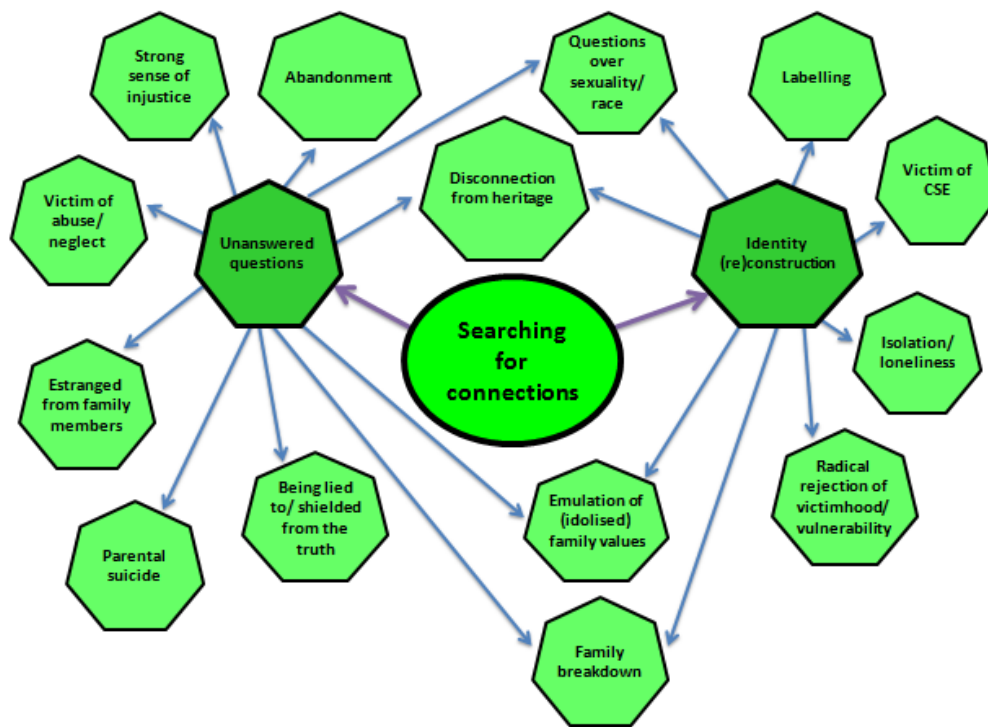 Strong
sense of
injustice
Abandonment
Questions
over
sexuality/
race
Labelling
Victim of
abuse/
neglect
Disconnection
from heritage
Victim of
CSE
Unanswered
questions
Identity
(re)construction
Searching
for
connections
Isolation/
loneliness
Estranged
from family
members
Being lied
to/ shielded
from the
truth
Emulation of
(idolised)
family values
Radical
rejection of
victimhood/
vulnerability
Parental
suicide
Family
breakdown